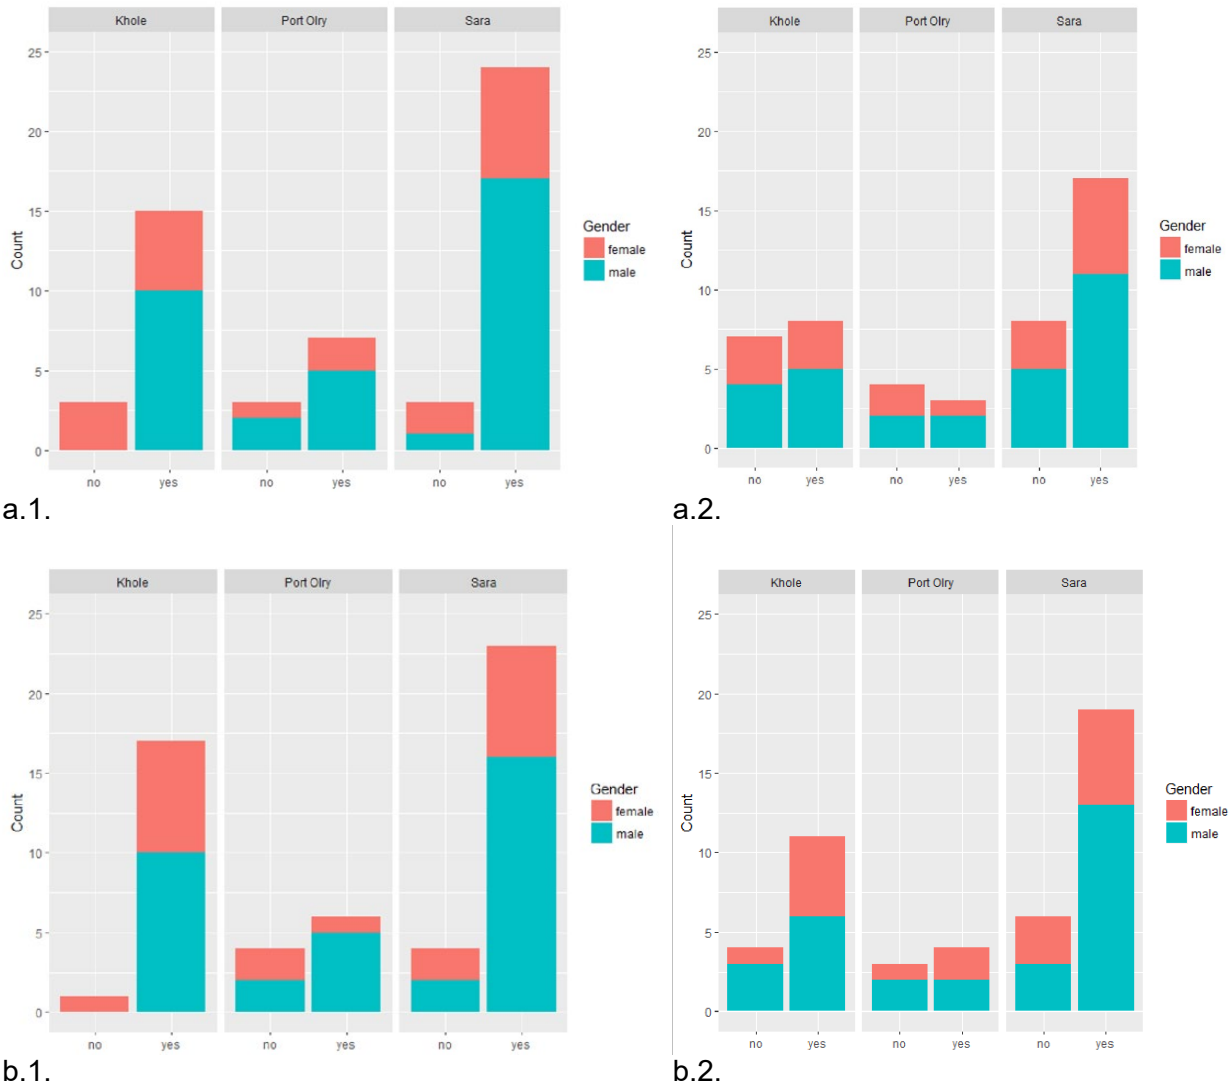 Khole Port Olry Sara
25
20
15
10
5
0
Count
no yes no yes no yes
Gender
female
male
a.1.
Khole Port Olry Sara
25
20
15
10
5
0
Count
no yes no yes no yes
Gender
female
male
a.2.
Khole Port Olry Sara
25
20
15
10
5
0
Count
no yes no yes no yes
Gender
female
male
b.1.
Khole Port Olry Sara
25
20
15
10
5
0
Count
no yes no yes no yes
Gender
female
male
b.2.